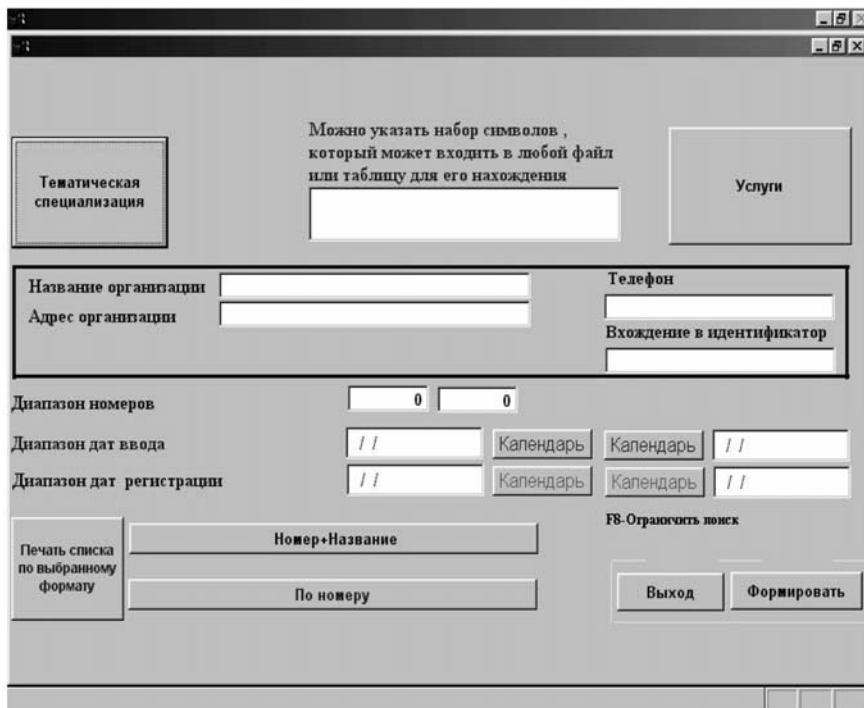 Можно указать набор символов ,
который может входить в любой файл
или таблицу для его нахождения
Тематическая
специализация
Услуги
Название организации
Телефон
Адрес организации
Вхождение в идентификатор
Диапазон номеров 0 0
Диапазон дат ввода / / Календарь Календарь / /
Диапазон дат регистрации / / Календарь Календарь / /
F8-Ограничить поиск
Печать списка
по выбранному
формату
Номер+Название
По номеру
Выход
Формировать